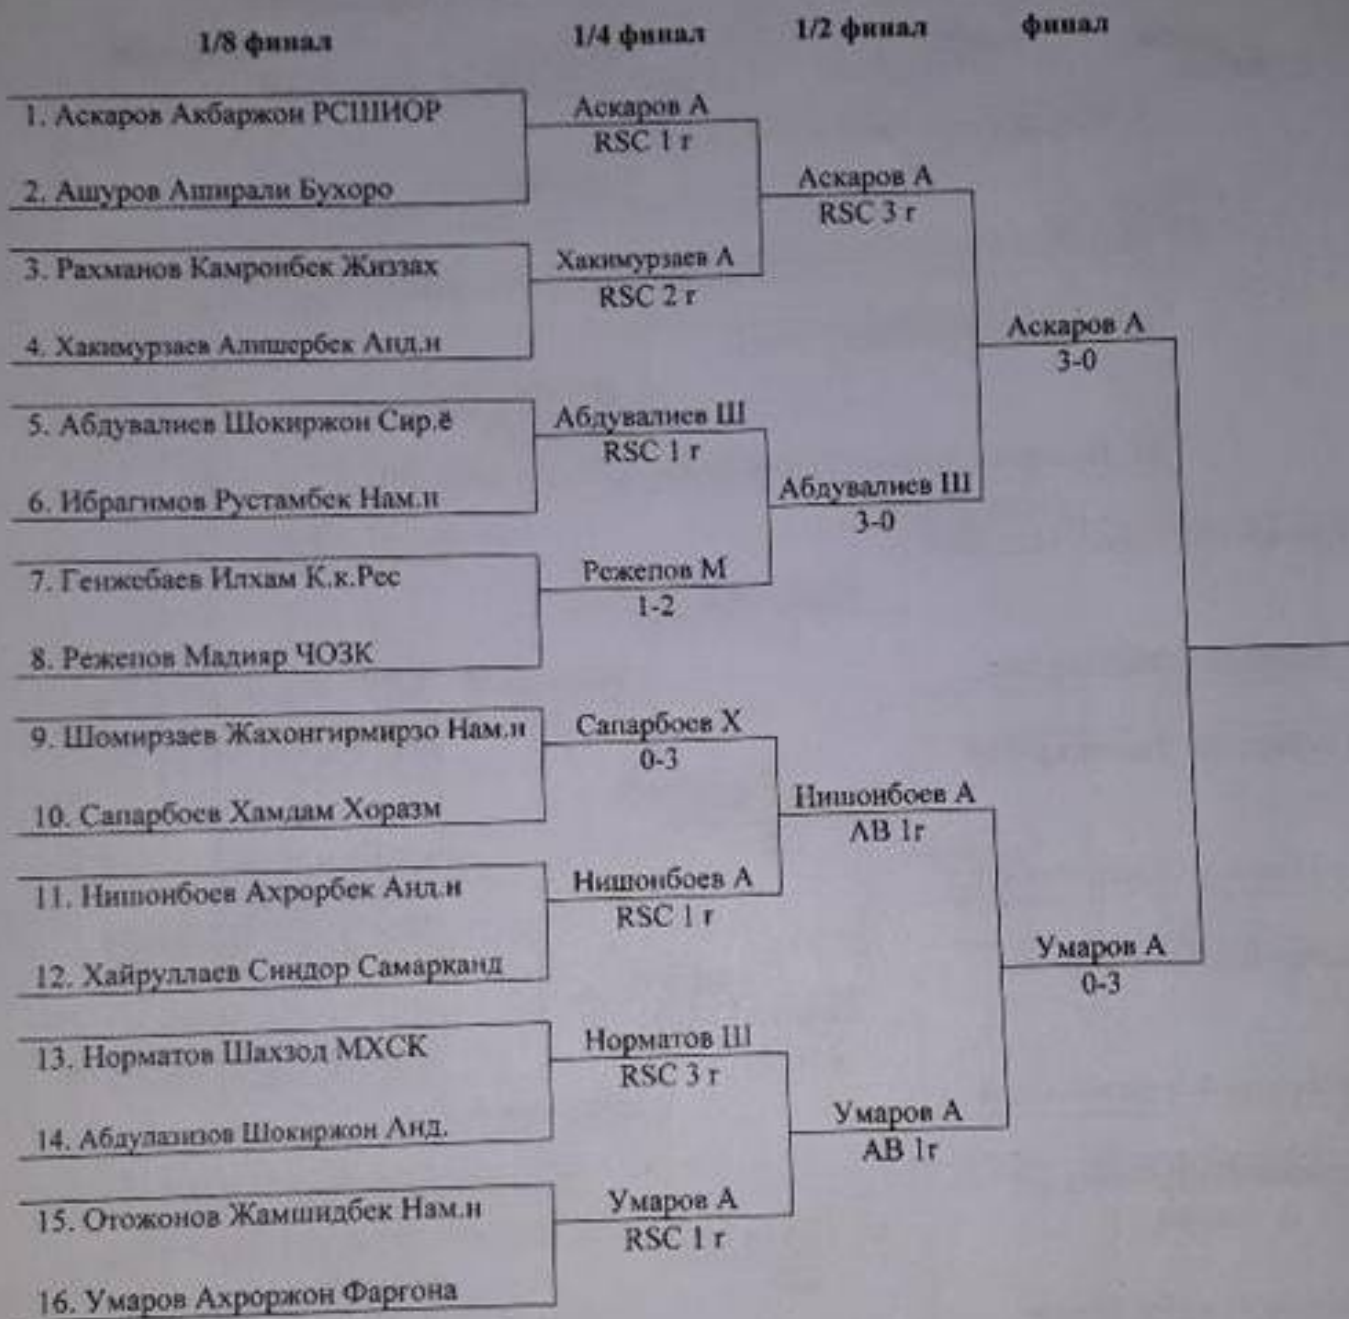 1/8 финал
1/4 финал
1/2 финал
финал
1. Аскаров Акбаржон РСШИОР
2. Ашуров Аширали Бухоро
3. Рахманов Камронбек Жиззах
4. Хакимурзаев Алишербек Анд.н
5. Абдувалиев Шокиржон Сир.ё
6. Ибрагимов Рустамбек Нам.н
7. Генжебаев Илхам К.к.Рес
8. Режепов Мадияр ЧОЗК
9. Шомирзаев Жахонгирмирзо Нам.н
10. Сапарбоев Хамдам Хоразм
11. Нишонбоев Ахрорбек Анд.н
12. Хайруллаев Синдор Самарканд
13. Норматов Шахзод МХСК
14. Абдулазизов Шокиржон Анд.
15. Отожонов Жамшидбек Нам.н
16. Умаров Ахроржон Фаргона
Аскаров А
RSC 1 r
Хакимурзаев А
RSC 2 r
Абдувалиев Ш
RSC 1 r
Режепов М
1-2
Сапарбоев Х
0-3
Нишонбоев А
RSC 1 r
Норматов Ш
RSC 3 r
Умаров А
RSC 1 r
Аскаров А
RSC 3 r
Абдувалиев Ш
3-0
Нишонбоев А
АВ 1r
Умаров А
АВ 1r
Аскаров А
3-0
Умаров А
0-3